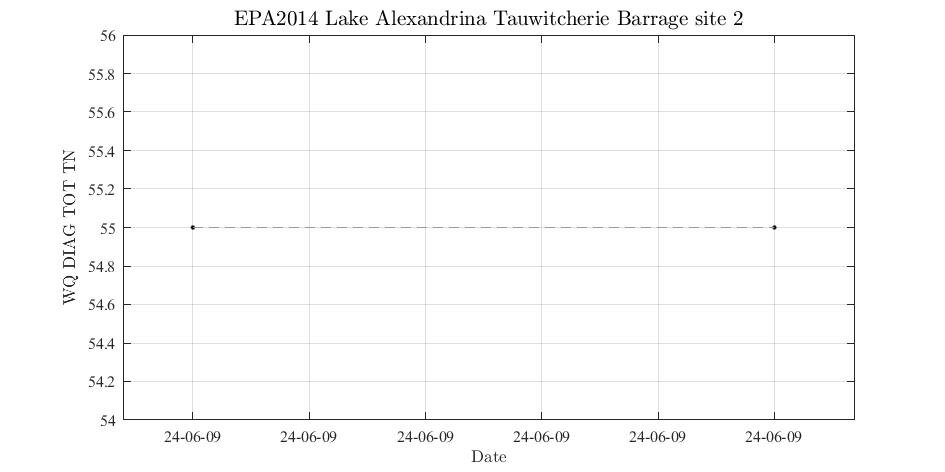 EPA2014 Lake Alexandrina Tauwitcherie Barrage site 2
56
55.8
55.6
55.4
55.2
55
54.8
54.6
54.4
54.2
54
WQ DIAG TOT TN
24-06-09 24-06-09 24-06-09 24-06-09 24-06-09 24-06-09
Date